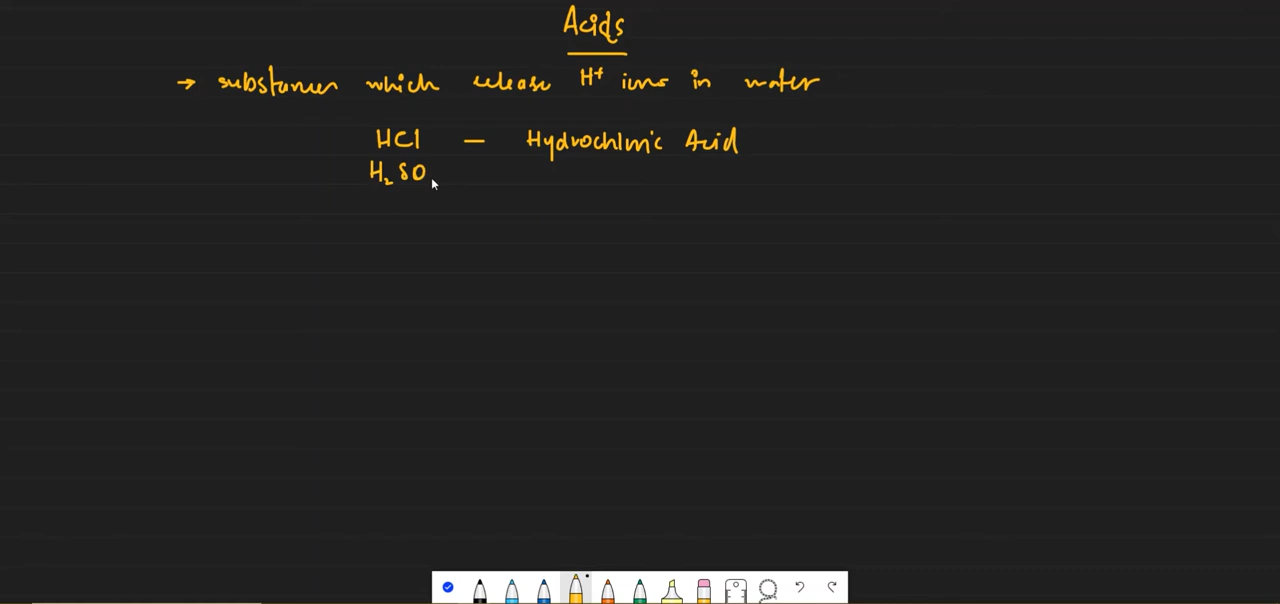 Acids
→ substances which release H⁺ ions in water
HCl — Hydrochloric Acid
H₂SO